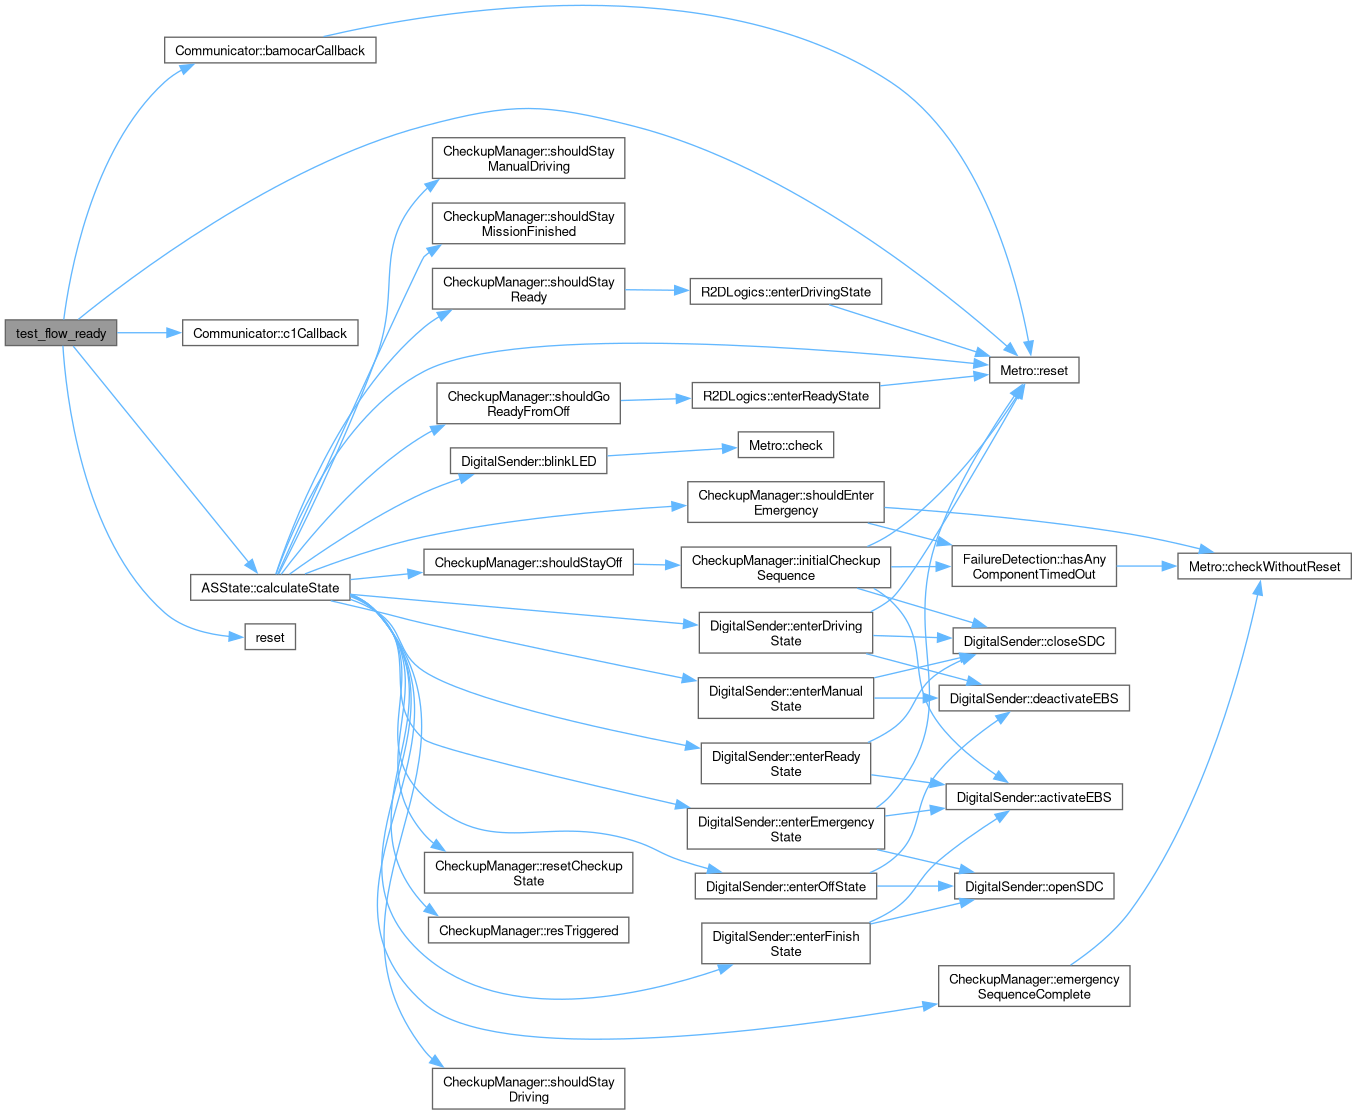 Communicator::bamocarCallback
CheckupManager::shouldStay
ManualDriving
CheckupManager::shouldStay
MissionFinished
CheckupManager::shouldStay
Ready
R2DLogics::enterDrivingState
test_flow_ready
Communicator::c1Callback
Metro::reset
CheckupManager::shouldGo
ReadyFromOff
R2DLogics::enterReadyState
DigitalSender::blinkLED
Metro::check
CheckupManager::shouldEnter
Emergency
CheckupManager::shouldStayOff
CheckupManager::initialCheckup
Sequence
FailureDetection::hasAny
ComponentTimedOut
Metro::checkWithoutReset
ASState::calculateState
reset
DigitalSender::enterDriving
State
DigitalSender::closeSDC
DigitalSender::enterManual
State
DigitalSender::deactivateEBS
DigitalSender::enterReady
State
DigitalSender::activateEBS
DigitalSender::enterEmergency
State
CheckupManager::resetCheckup
State
DigitalSender::enterOffState
DigitalSender::openSDC
CheckupManager::resTriggered
DigitalSender::enterFinish
State
CheckupManager::emergency
SequenceComplete
CheckupManager::shouldStay
Driving